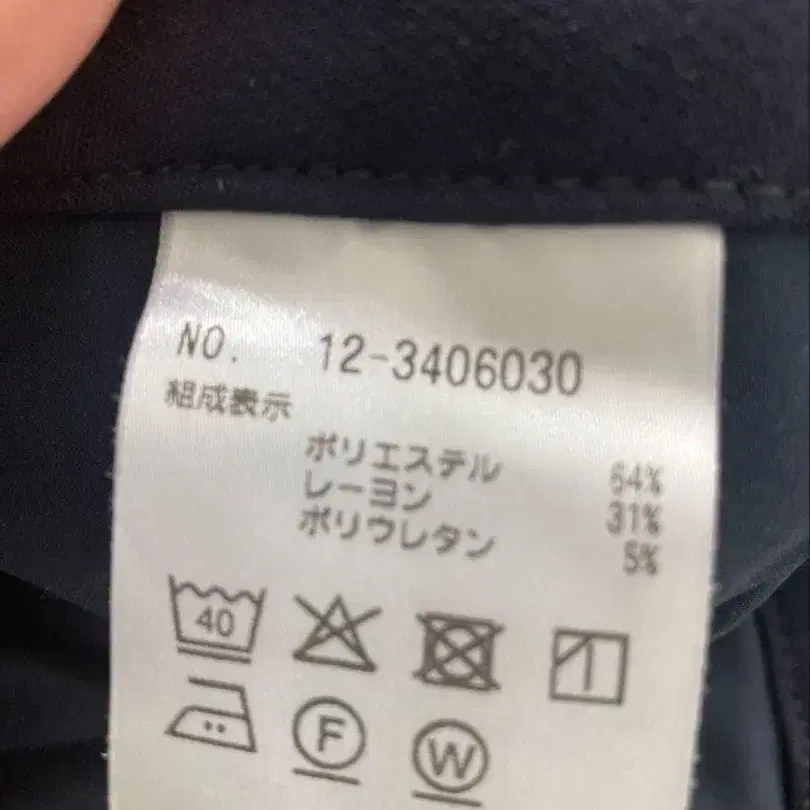 NO. 12-3406030
組成表示
ポリエステル 64%
レーヨン 31%
ポリウレタン 5%
40
F
W